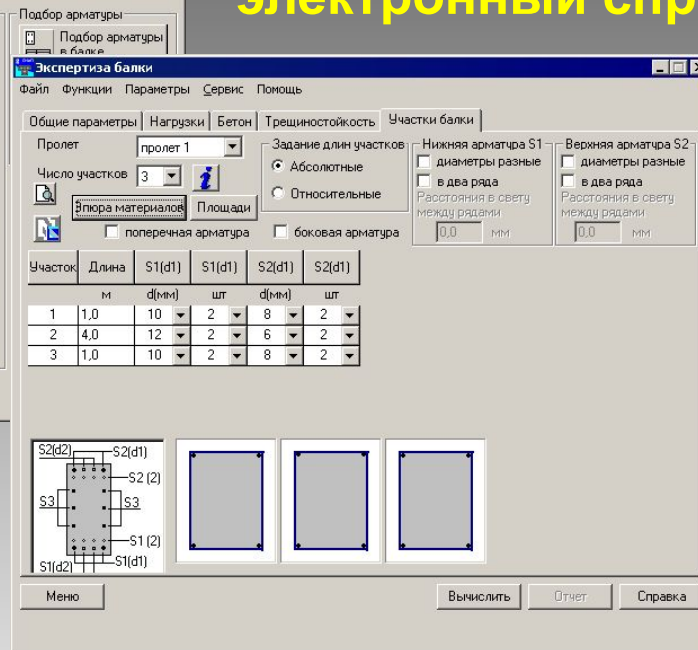 электронный спр
Подбор арматуры
Подбор арматуры
в балке
Экспертиза балки
Файл Функции Параметры Сервис Помощь
Общие параметры Нагрузки Бетон Трещиностойкость Участки балки
Пролет пролет 1
Число участков 3
Эпюра материалов Площади
поперечная арматура боковая арматура
Задание длин участков
Абсолютные
Относительные
Нижняя арматура S1
диаметры разные
в два ряда
Расстояния в свету
между рядами
0,0 мм
Верхняя арматура S2
диаметры разные
в два ряда
Расстояния в свету
между рядами
0,0 мм
Участок Длина S1(d1) S1(d1) S2(d1) S2(d1)
м d(мм) шт d(мм) шт
1 1,0 10 2 8 2
2 4,0 12 2 6 2
3 1,0 10 2 8 2
S2(d2) S2(d1)
S2 (2)
S3 S3
S1 (2)
S1(d2) S1(d1)
Меню Вычислить Отчет Справка